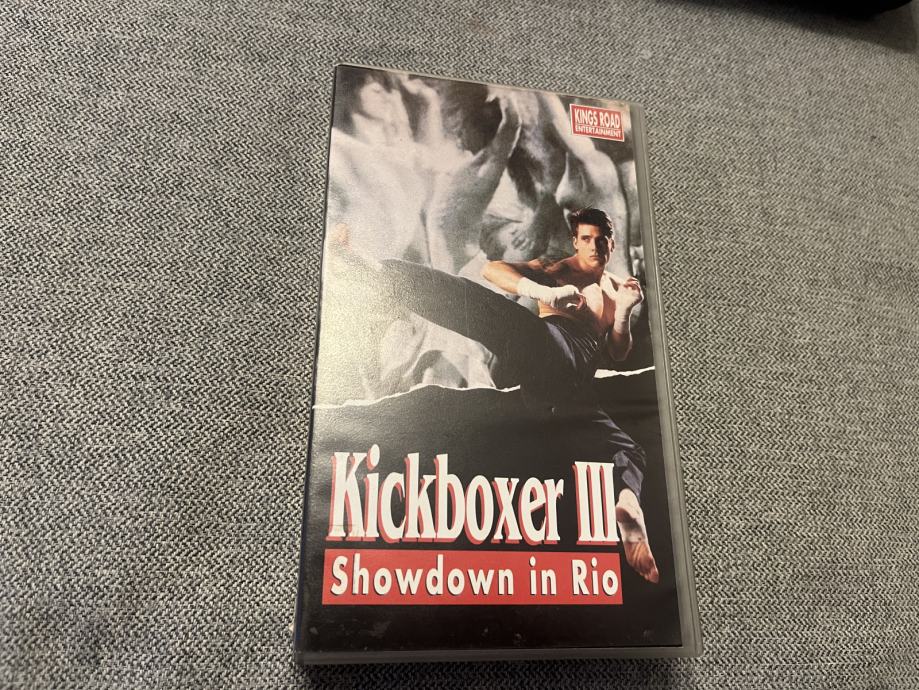 KINGS ROAD
ENTERTAINMENT
Kickboxer III
Showdown in Rio